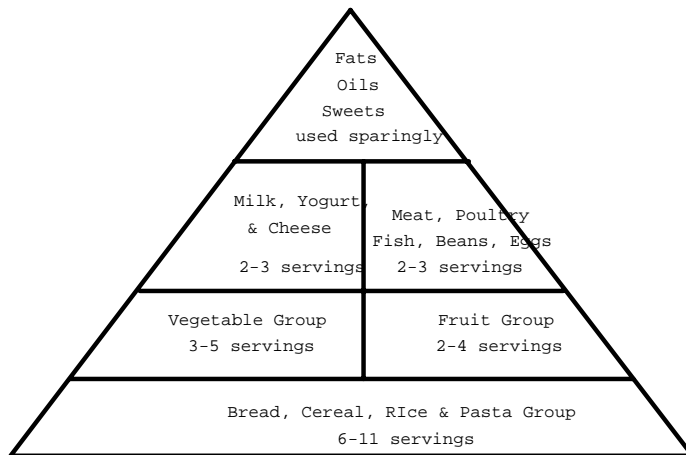 Fats
Oils
Sweets
used sparingly
Milk, Yogurt,
& Cheese
2-3 servings
Meat, Poultry
Fish, Beans, Eggs
2-3 servings
Vegetable Group
3-5 servings
Fruit Group
2-4 servings
Bread, Cereal, RIce & Pasta Group
6-11 servings